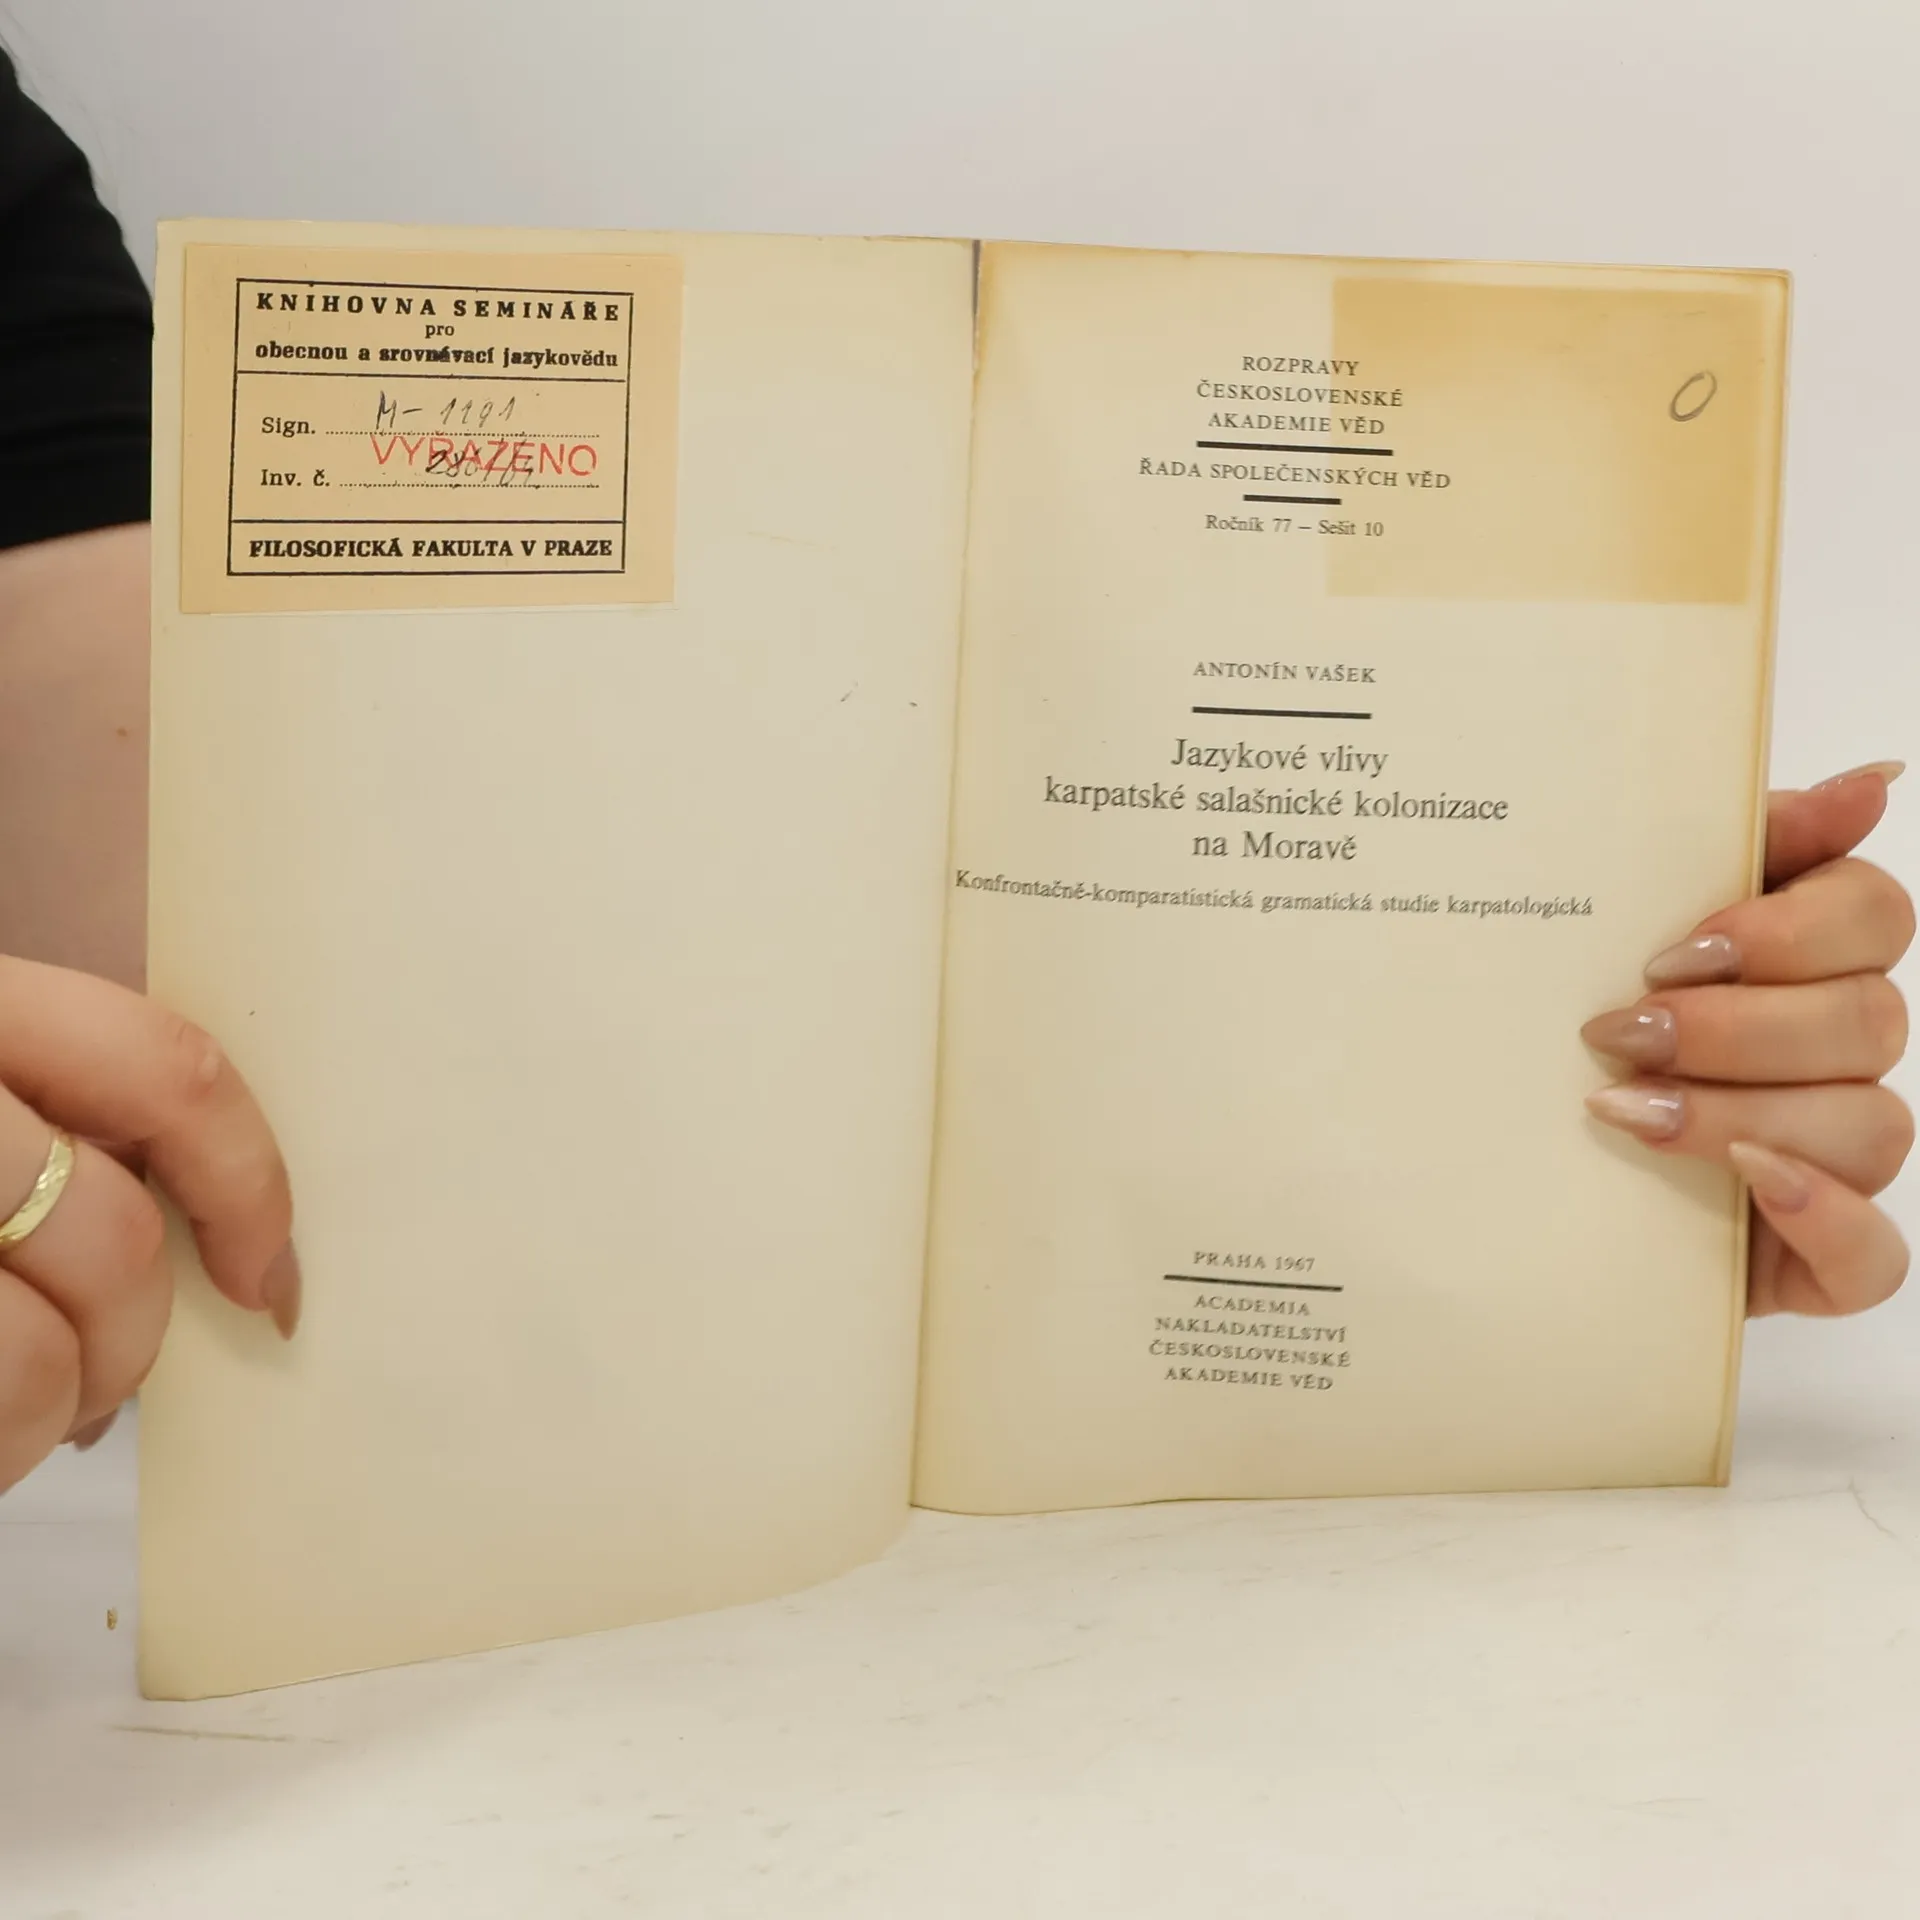 KNIHOVNA SEMINÁŘE
pro
obecnou a srovnávací jazykovědu
Sign. M-1191
VYŘAZENO
Inv. č.
FILOSOFICKÁ FAKULTA V PRAZE
ROZPRAVY
ČESKOSLOVENSKÉ
AKADEMIE VĚD
ŘADA SPOLEČENSKÝCH VĚD
Ročník 77 – Sešit 10
ANTONÍN VAŠEK
Jazykové vlivy
karpatské salašnické kolonizace
na Moravě
Konfrontačně-komparatistická gramatická studie karpatologická
PRAHA 1967
ACADEMIA
NAKLADATELSTVÍ
ČESKOSLOVENSKÉ
AKADEMIE VĚD